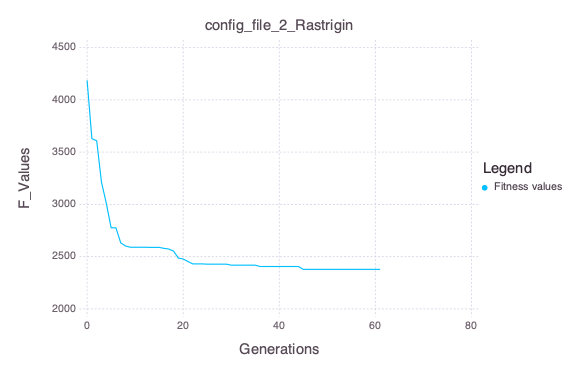 config_file_2_Rastrigin
4500
4000
3500
3000
2500
2000
F_Values
0
20
40
60
80
Generations
Legend
Fitness values